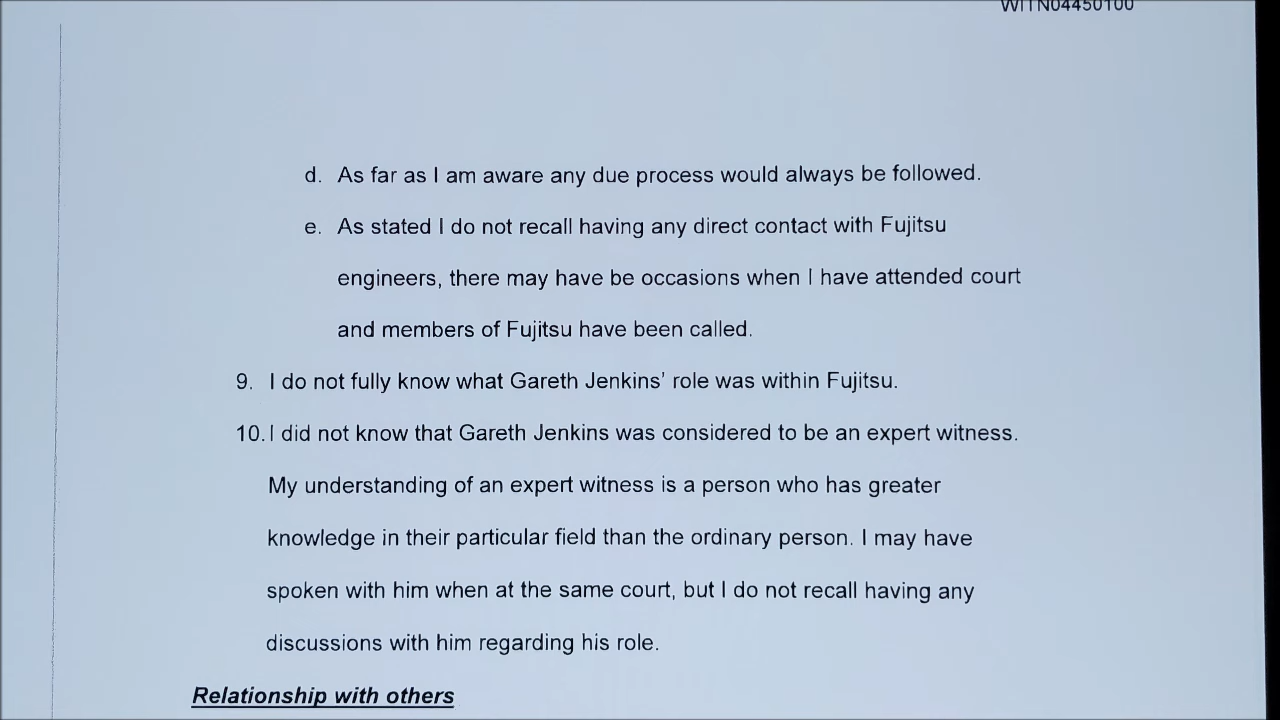 WITN04450100
d. As far as I am aware any due process would always be followed.
e. As stated I do not recall having any direct contact with Fujitsu
engineers, there may have be occasions when I have attended court
and members of Fujitsu have been called.
9. I do not fully know what Gareth Jenkins’ role was within Fujitsu.
10. I did not know that Gareth Jenkins was considered to be an expert witness.
My understanding of an expert witness is a person who has greater
knowledge in their particular field than the ordinary person. I may have
spoken with him when at the same court, but I do not recall having any
discussions with him regarding his role.
Relationship with others